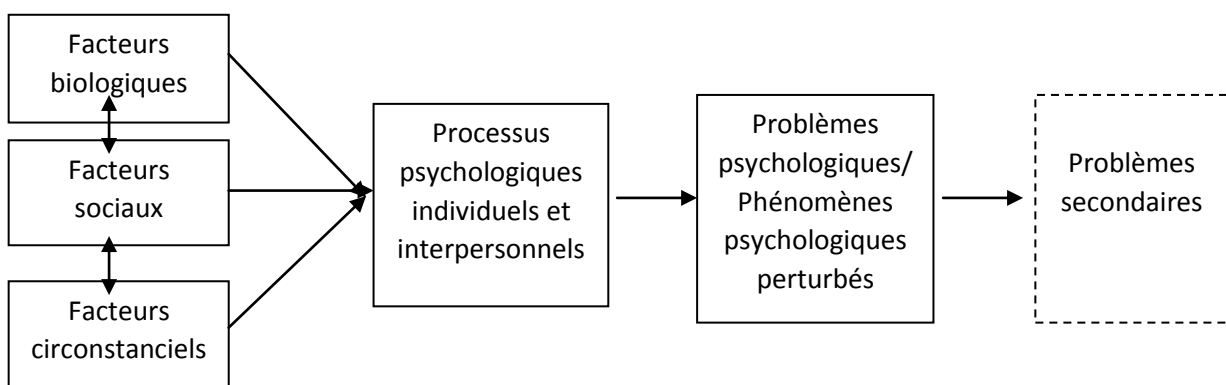 Facteurs
biologiques
Facteurs
sociaux
Facteurs
circonstanciels
Processus
psychologiques
individuels et
interpersonnels
Problèmes
psychologiques/
Phénomènes
psychologiques
perturbés
Problèmes
secondaires